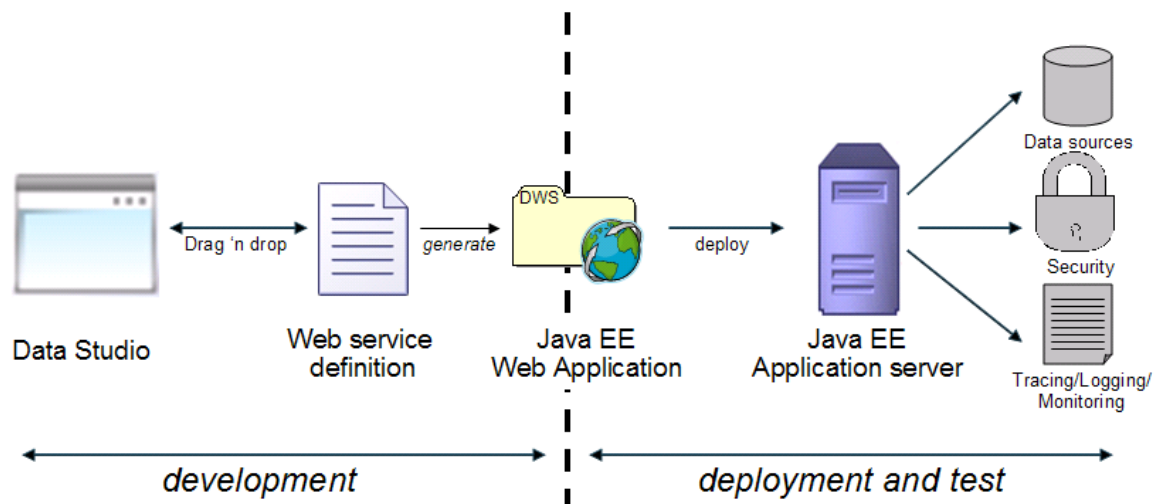 Data sources
DWS
Drag ‘n drop
generate
deploy
Security
Data Studio
Web service
definition
Java EE
Web Application
Java EE
Application server
Tracing/Logging/
Monitoring
development
deployment and test